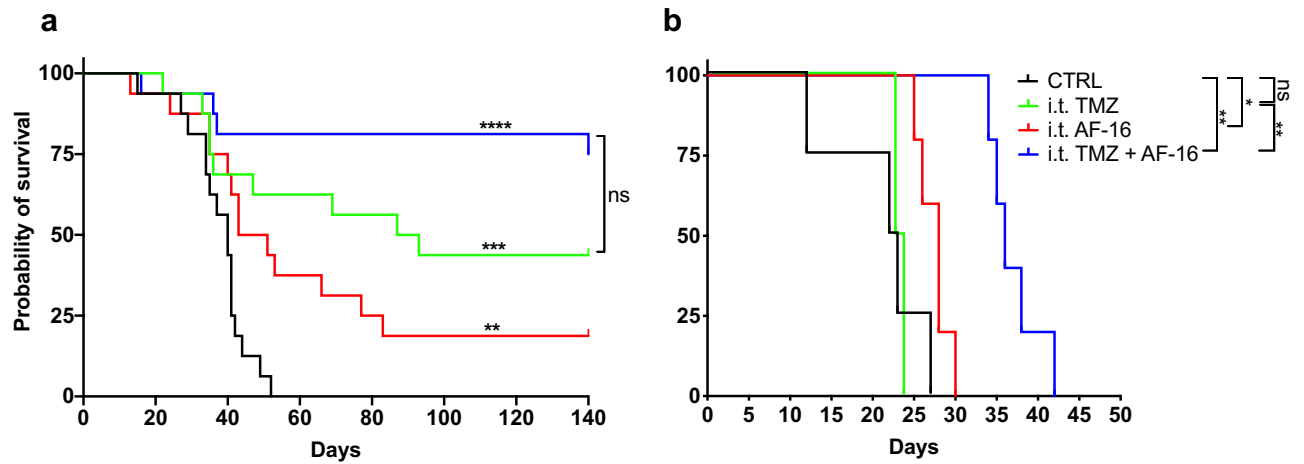 a
Probability of survival
100
75
50
25
0
0 20 40 60 80 100 120 140
Days
****
***
**
ns
b
100
75
50
25
0
0 5 10 15 20 25 30 35 40 45 50
Days
CTRL
i.t. TMZ
i.t. AF-16
i.t. TMZ + AF-16
**
*
ns
**